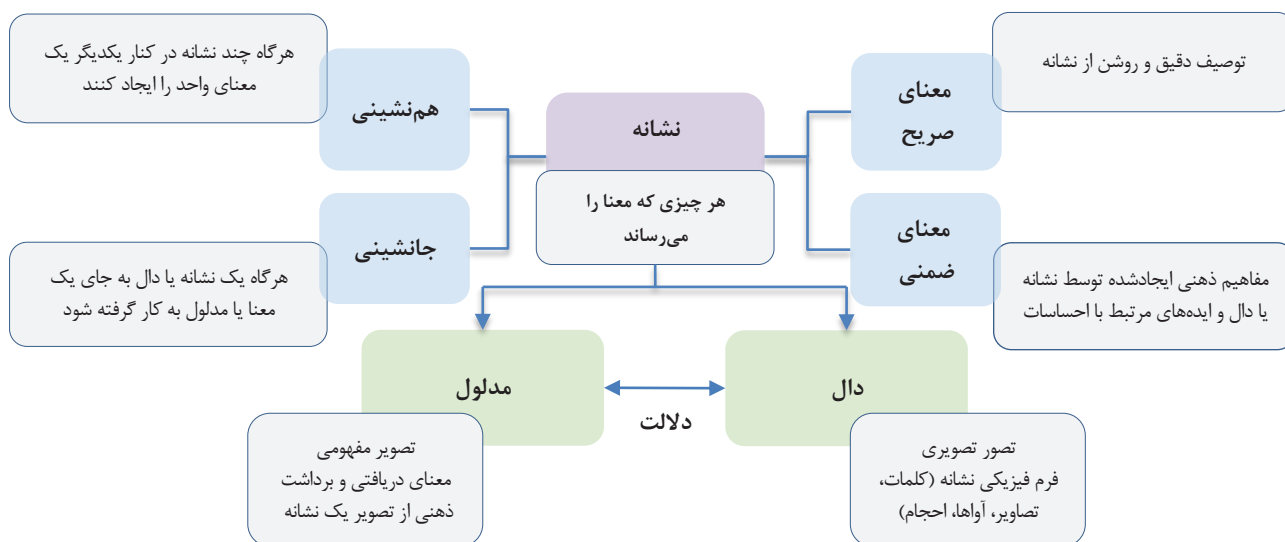 توصیف دقیق و روشن از نشانه
معنای
صریح
نشانه
هر چیزی که معنا را
می‌رساند
هرگاه چند نشانه در کنار یکدیگر یک
معنای واحد را ایجاد کنند
هم‌نشینی
معنای
ضمنی
مفاهیم ذهنی ایجادشده توسط نشانه
یا دال و ایده‌های مرتبط با احساسات
جانشینی
هرگاه یک نشانه یا دال به جای یک
معنا یا مدلول به کار گرفته شود
دال
دلالت
مدلول
تصور تصویری
فرم فیزیکی نشانه (کلمات،
تصاویر، آواها، احجام)
تصویر مفهومی
معنای دریافتی و برداشت
ذهنی از تصویر یک نشانه